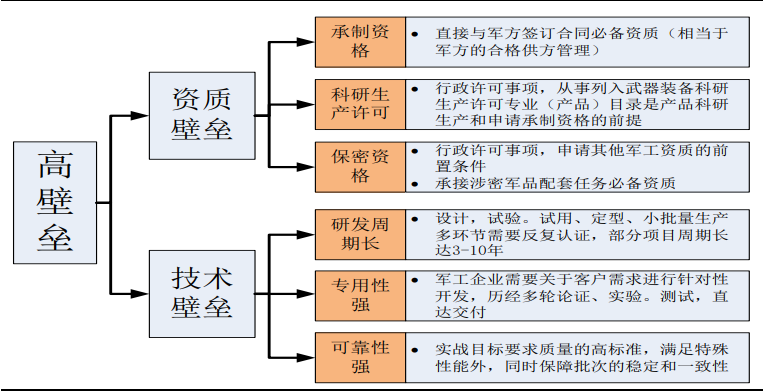 高
壁
垒
资质
壁垒
承制资
格
• 直接与军方签订合同必备资质（相当于
军方的合格供方管理）
科研生
产许可
• 行政许可事项，从事列入武器装备科研
生产许可专业（产品）目录是产品科研
生产和申请承制资格的前提
保密资
格
• 行政许可事项，申请其他军工资质的前
置条件
• 承接涉密军品配套任务必备资质
技术
壁垒
研发周
期长
• 设计，试验。试用、定型、小批量生产
多环节需要反复认证，部分项目周期长
达3-10年
专用性
强
• 军工企业需要关于客户需求进行针对性
开发，历经多轮论证、实验。测试，直
达交付
可靠性
强
• 实战目标要求质量的高标准，满足特殊
性能外，同时保障批次的稳定和一致性